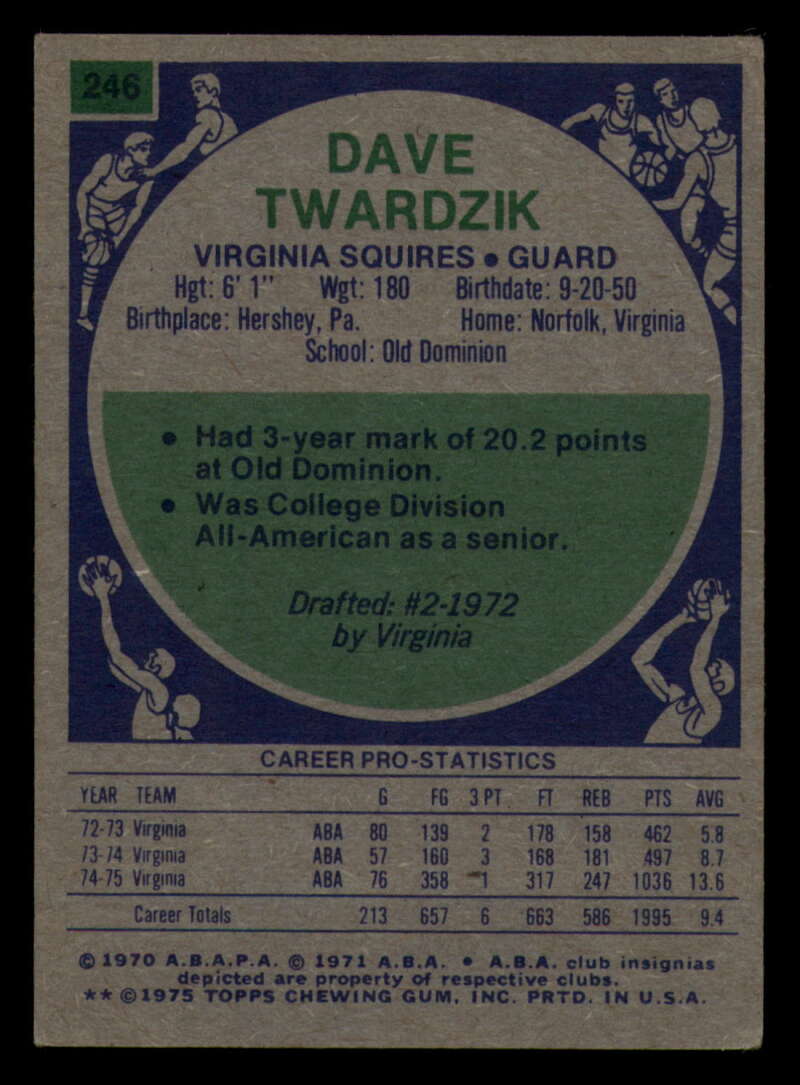 246
DAVE
TWARDZIK
VIRGINIA SQUIRES • GUARD
Hgt: 6' 1" Wgt: 180 Birthdate: 9-20-50
Birthplace: Hershey, Pa. Home: Norfolk, Virginia
School: Old Dominion
• Had 3-year mark of 20.2 points
at Old Dominion.
• Was College Division
All-American as a senior.
Drafted: #2-1972
by Virginia
CAREER PRO-STATISTICS
YEAR TEAM G FG 3 PT FT REB PTS AVG
72-73 Virginia ABA 80 139 2 178 158 462 5.8
73-74 Virginia ABA 57 160 3 168 181 497 8.7
74-75 Virginia ABA 76 358 1 317 247 1036 13.6
Career Totals 213 657 6 663 586 1995 9.4
© 1970 A.B.A.P.A. © 1971 A.B.A. • A.B.A. club insignias
depicted are property of respective clubs.
** ©1975 TOPPS CHEWING GUM, INC. PRTD. IN U.S.A.